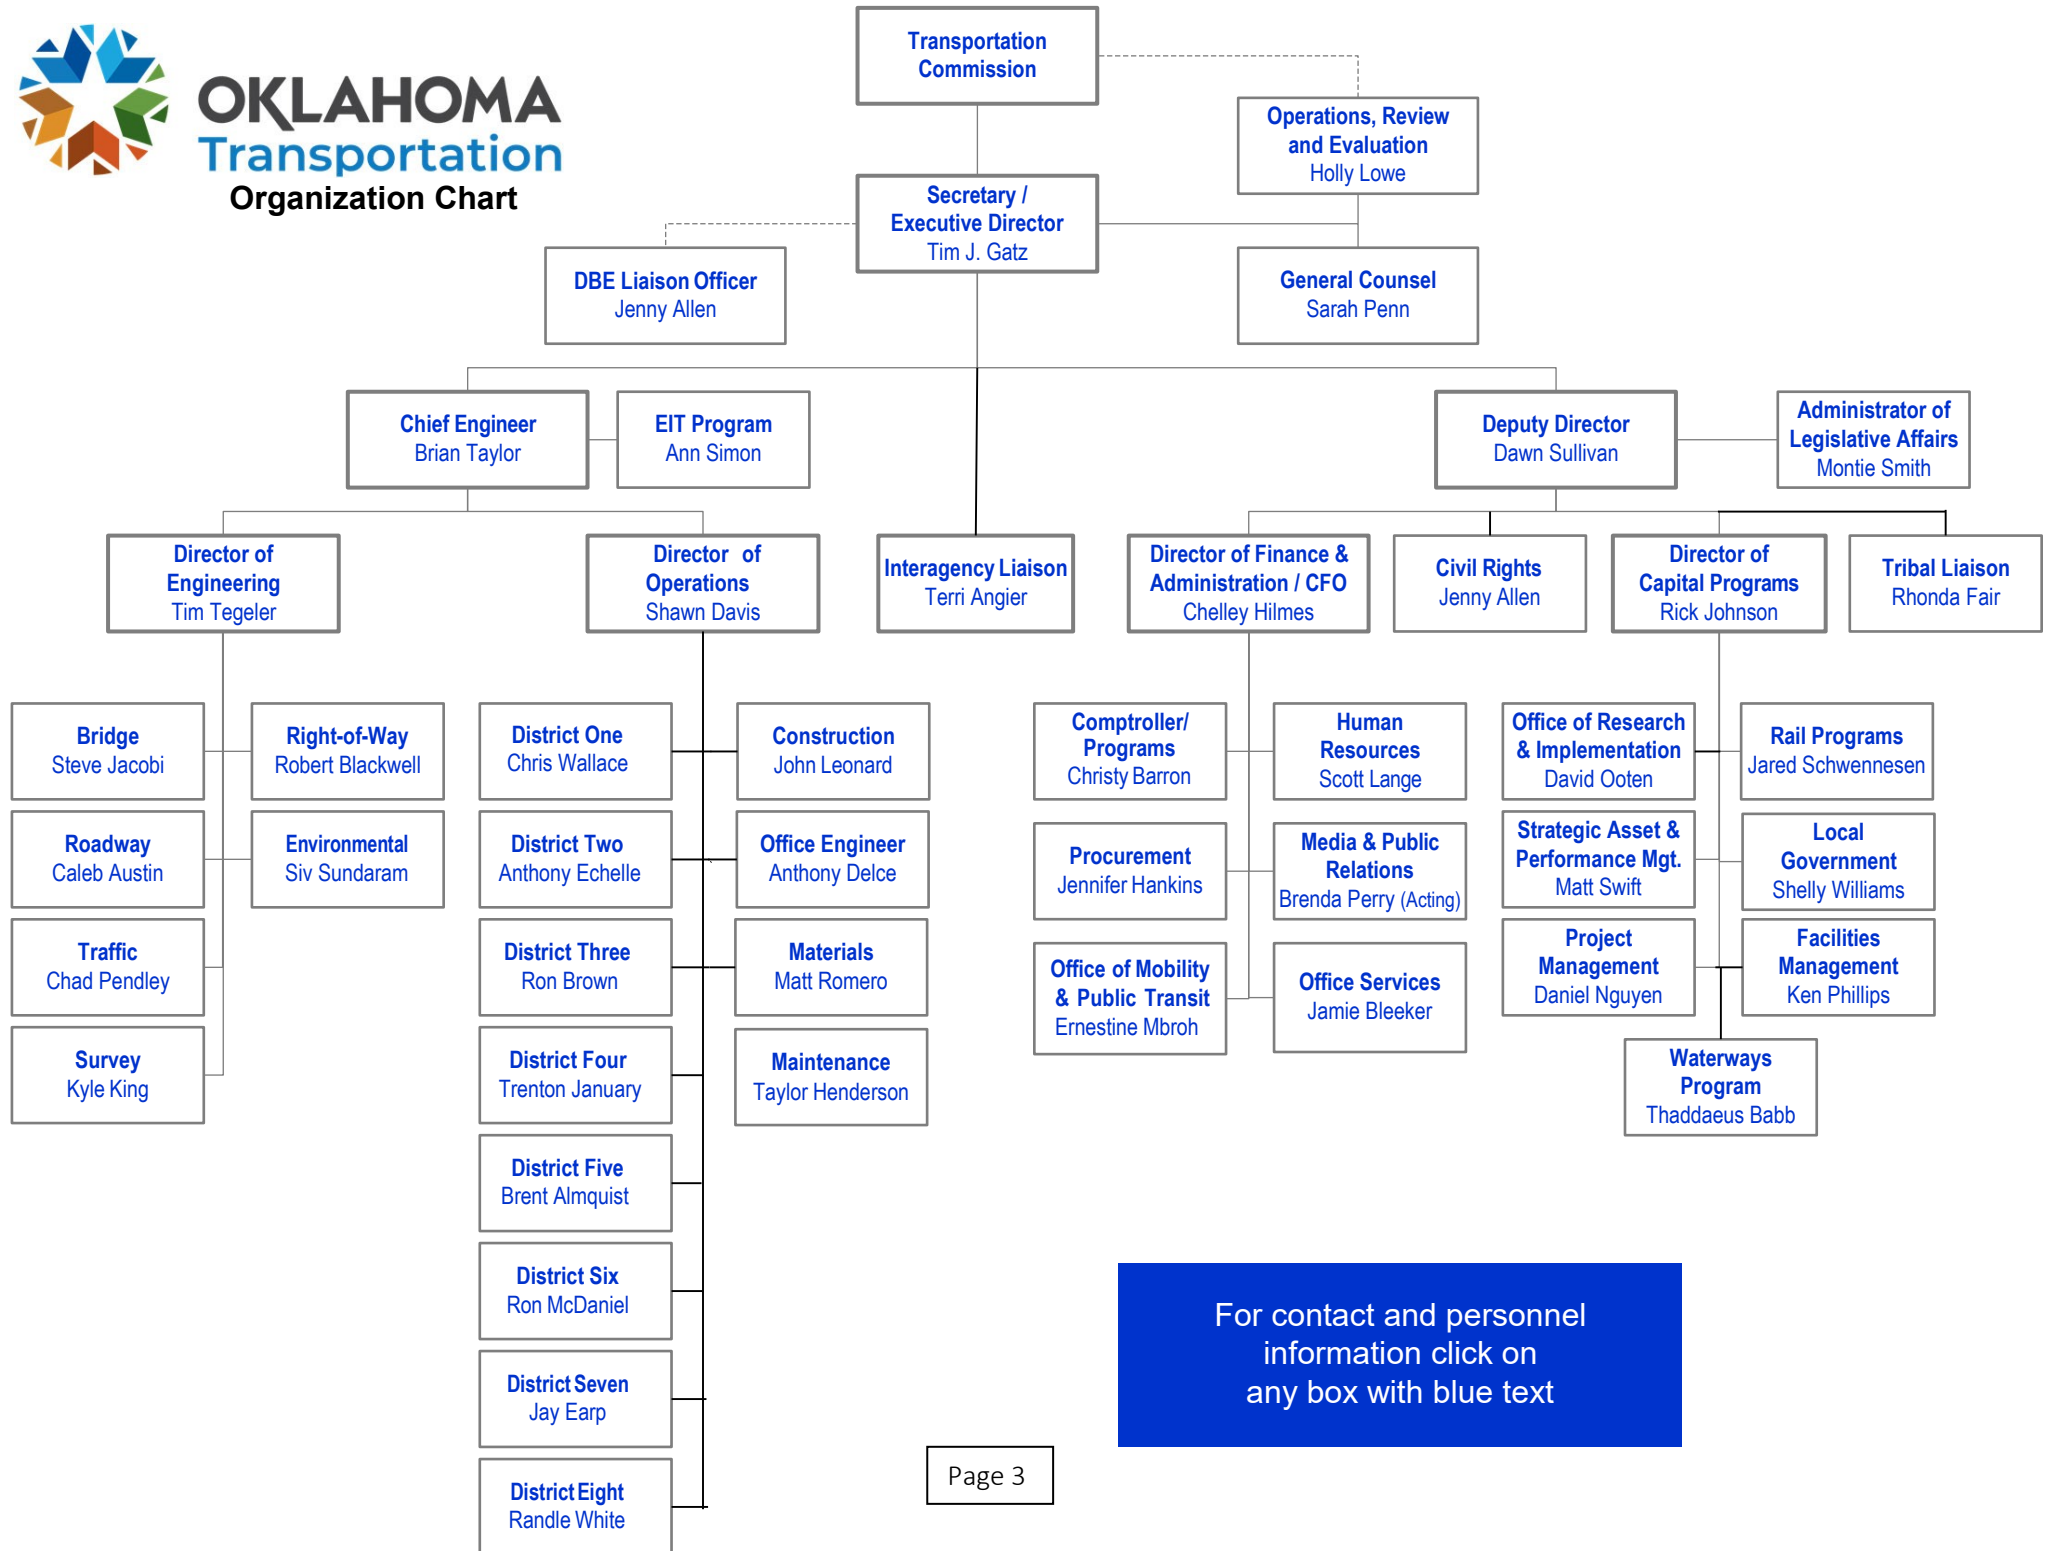 OKLAHOMA
Transportation
Organization Chart
Transportation
Commission
Operations, Review
and Evaluation
Holly Lowe
Secretary /
Executive Director
Tim J. Gatz
DBE Liaison Officer
Jenny Allen
General Counsel
Sarah Penn
Chief Engineer
Brian Taylor
EIT Program
Ann Simon
Deputy Director
Dawn Sullivan
Administrator of
Legislative Affairs
Montie Smith
Director of
Engineering
Tim Tegeler
Director of
Operations
Shawn Davis
Interagency Liaison
Terri Angier
Director of Finance &
Administration / CFO
Chelley Hilmes
Civil Rights
Jenny Allen
Director of
Capital Programs
Rick Johnson
Tribal Liaison
Rhonda Fair
Bridge
Steve Jacobi
Right-of-Way
Robert Blackwell
Roadway
Caleb Austin
Environmental
Siv Sundaram
Traffic
Chad Pendley
Survey
Kyle King
District One
Chris Wallace
Construction
John Leonard
District Two
Anthony Echelle
Office Engineer
Anthony Delce
District Three
Ron Brown
Materials
Matt Romero
District Four
Trenton January
Maintenance
Taylor Henderson
District Five
Brent Almquist
District Six
Ron McDaniel
District Seven
Jay Earp
District Eight
Randle White
Comptroller/
Programs
Christy Barron
Human
Resources
Scott Lange
Procurement
Jennifer Hankins
Media & Public
Relations
Brenda Perry (Acting)
Office of Mobility
& Public Transit
Ernestine Mbroh
Office Services
Jamie Bleeker
Office of Research
& Implementation
David Ooten
Rail Programs
Jared Schwennesen
Strategic Asset &
Performance Mgt.
Matt Swift
Local
Government
Shelly Williams
Project
Management
Daniel Nguyen
Facilities
Management
Ken Phillips
Waterways
Program
Thaddaeus Babb
For contact and personnel
information click on
any box with blue text
Page 3